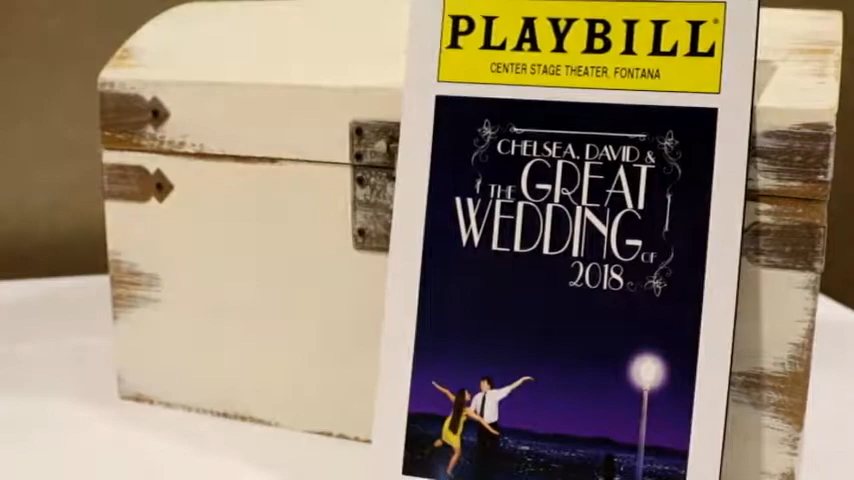 PLAYBILL®
CENTER STAGE THEATER, FONTANA
CHELSEA, DAVID &
THE GREAT
WEDDING OF
2018